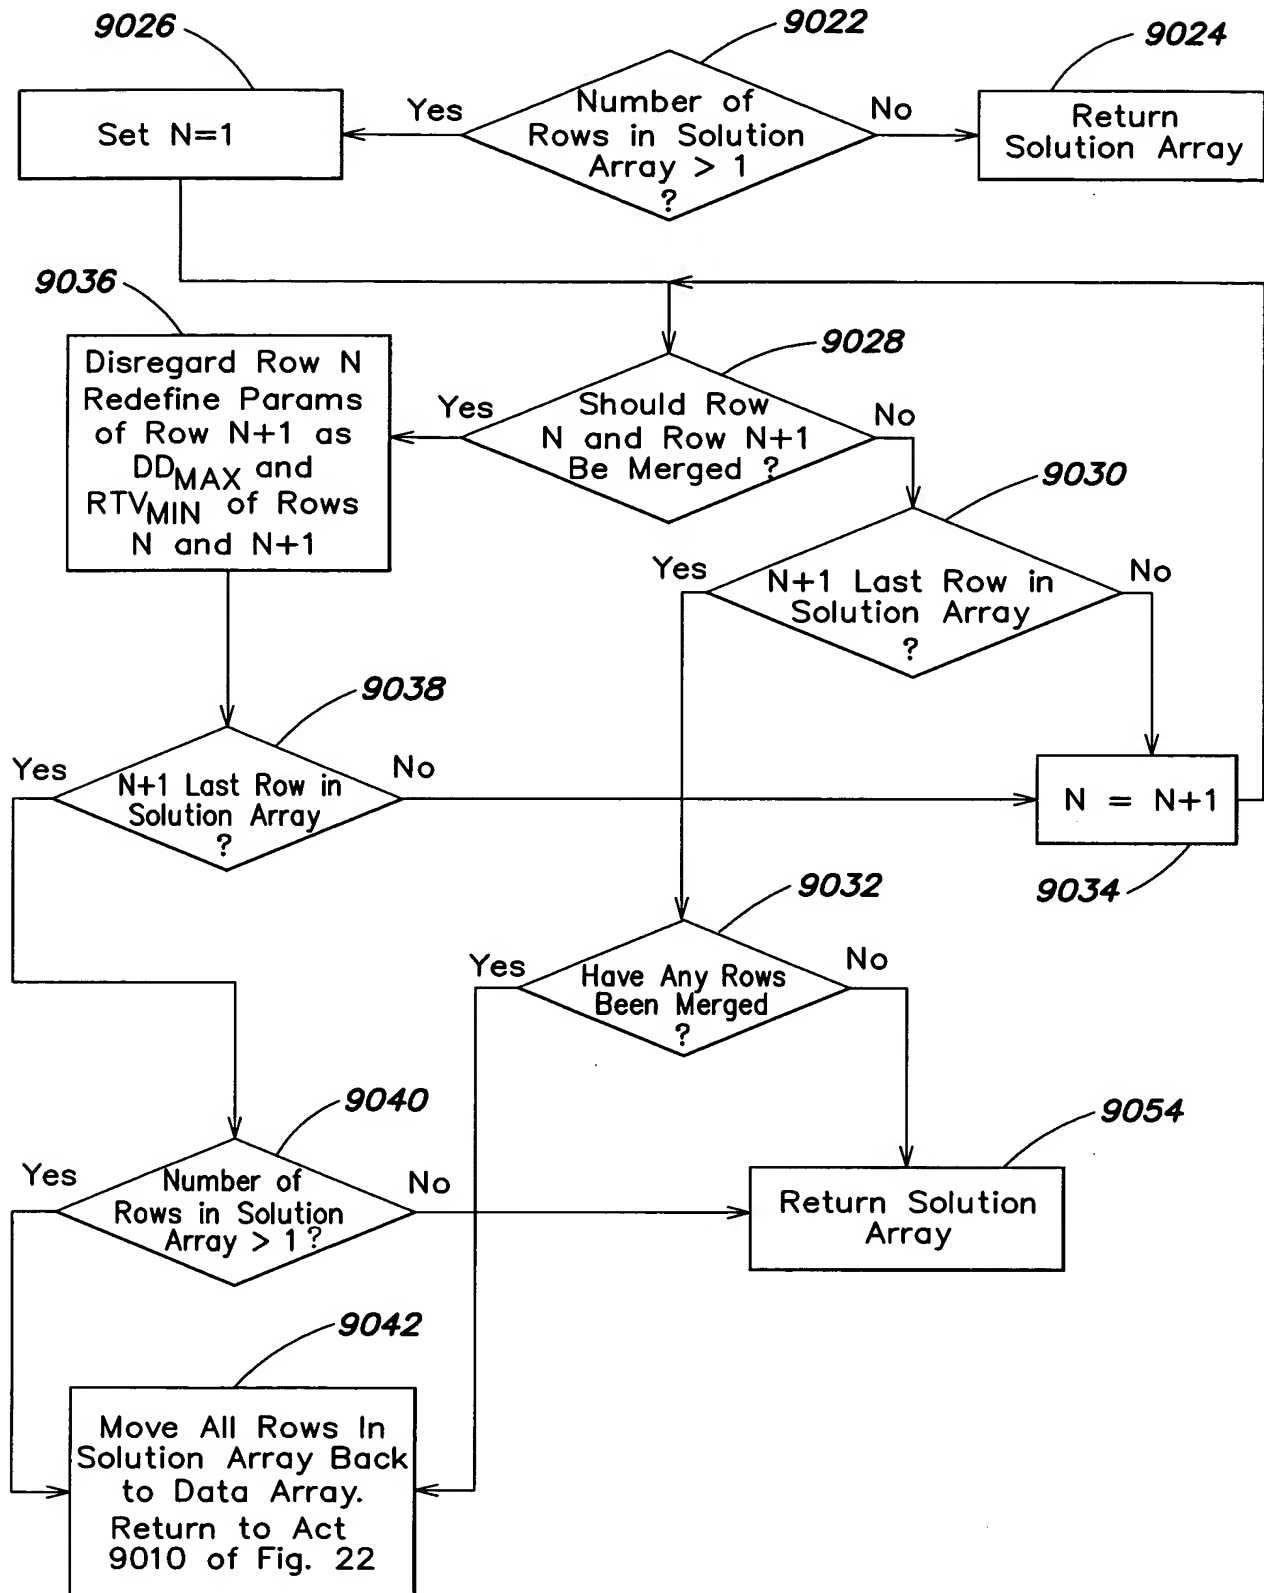 9026
9022
9024
Set N=1
Yes
Number of
Rows in Solution
Array > 1
?
No
Return
Solution Array
9036
Disregard Row N
Redefine Params
of Row N+1 as
DDMAX and
RTVMIN of Rows
N and N+1
9028
Yes
Should Row
N and Row N+1
Be Merged ?
No
9030
Yes
N+1 Last Row in
Solution Array
?
No
9038
Yes
N+1 Last Row in
Solution Array
?
No
N = N+1
9034
9032
Yes
Have Any Rows
Been Merged
?
No
9040
Yes
Number of
Rows in Solution
Array > 1 ?
No
9054
Return Solution
Array
9042
Move All Rows In
Solution Array Back
to Data Array.
Return to Act
9010 of Fig. 22